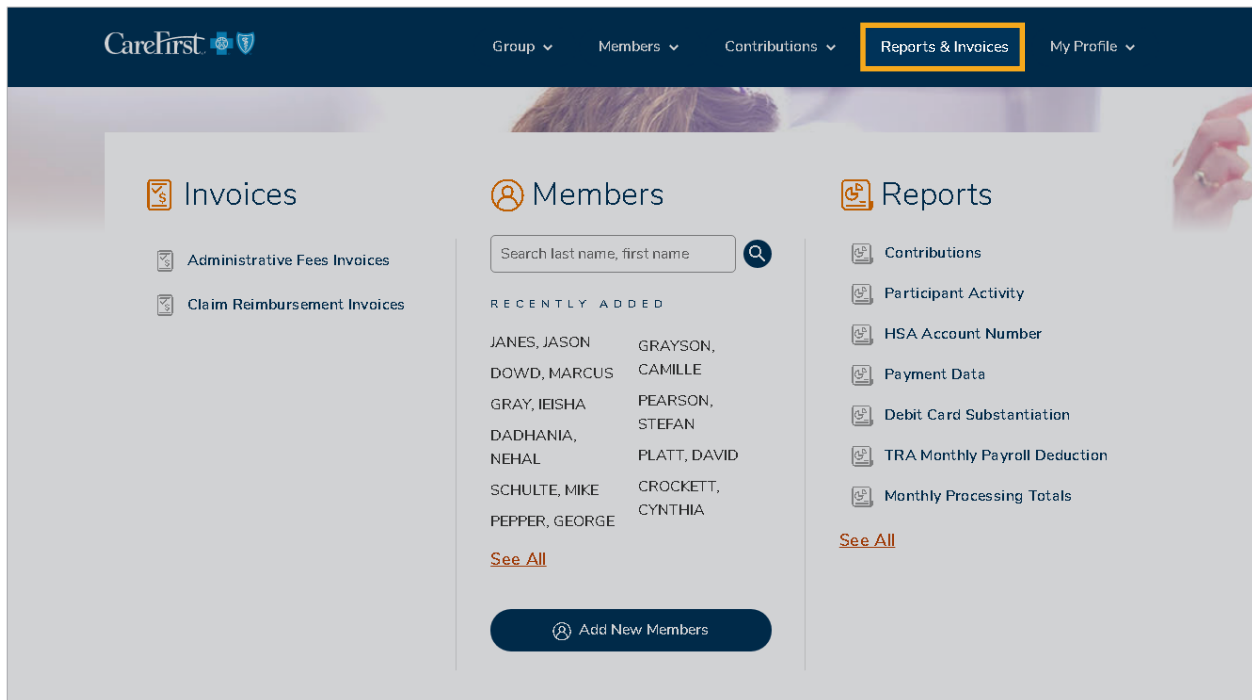 CareFirst
Group
Members
Contributions
Reports & Invoices
My Profile
Invoices
Administrative Fees Invoices
Claim Reimbursement Invoices
Members
Search last name, first name
RECENTLY ADDED
JANES, JASON
DOWD, MARCUS
GRAY, IEISHA
DADHANIA,
NEHAL
SCHULTE, MIKE
PEPPER, GEORGE
GRAYSON,
CAMILLE
PEARSON,
STEFAN
PLATT, DAVID
CROCKETT,
CYNTHIA
See All
Add New Members
Reports
Contributions
Participant Activity
HSA Account Number
Payment Data
Debit Card Substantiation
TRA Monthly Payroll Deduction
Monthly Processing Totals
See All